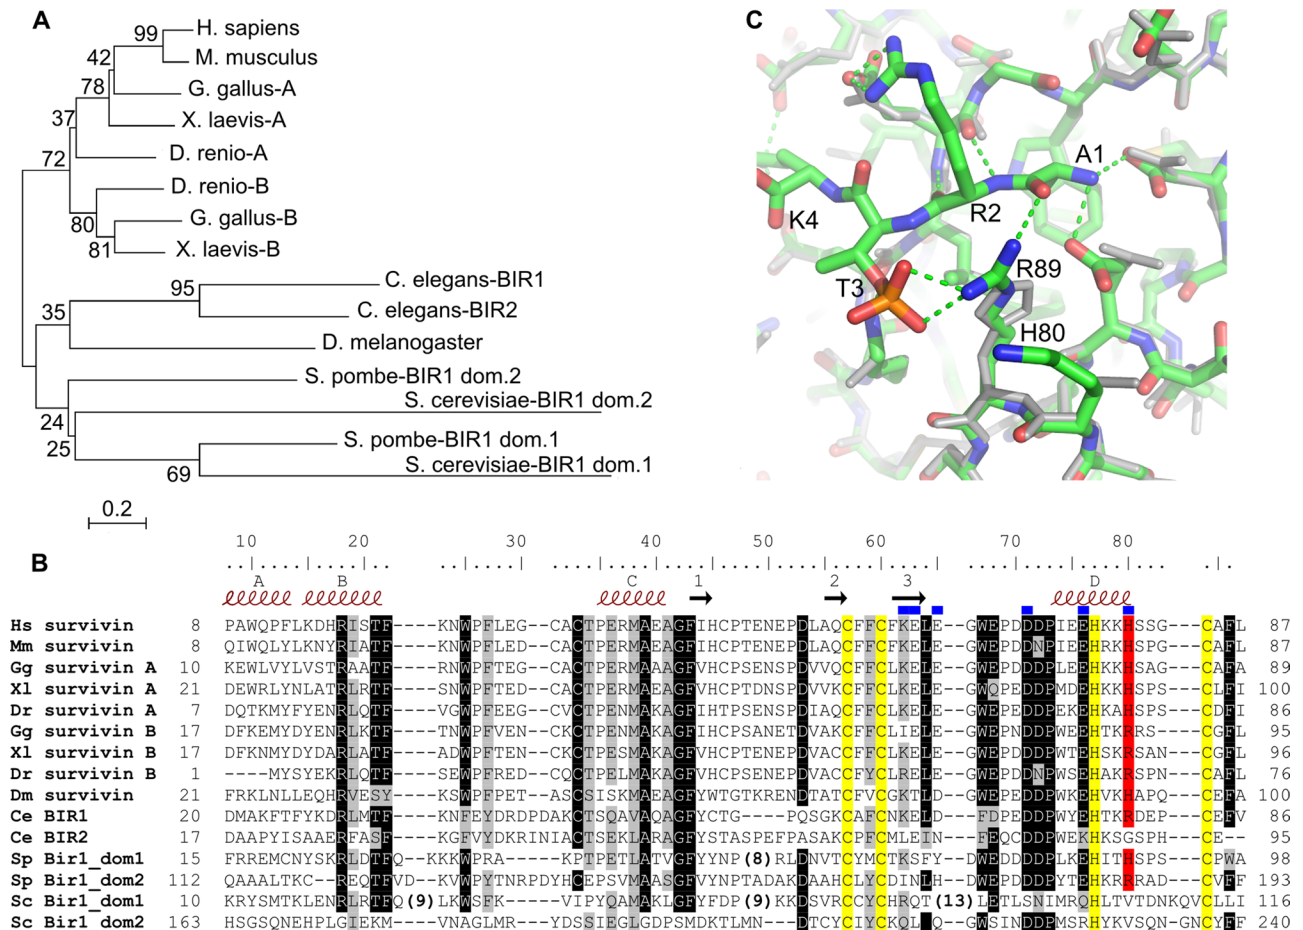 A
H. sapiens
M. musculus
G. gallus-A
X. laevis-A
D. renio-A
D. renio-B
G. gallus-B
X. laevis-B
C. elegans-BIR1
C. elegans-BIR2
D. melanogaster
S. pombe-BIR1 dom.2
S. cerevisiae-BIR1 dom.2
S. pombe-BIR1 dom.1
S. cerevisiae-BIR1 dom.1
99
42
78
37
72
80
81
95
35
24
25
69
0.2
C
A1
R2
K4
R89
T3
H80
B
10 20 30 40 50 60 70 80
A B C 1 2 3 D
Hs survivin 8 PAWQPFLKDHRISTF----KNWPFLEG--CACTPERMAEAGFIHCPTENEPDLAQCFFCFKELE---GWEPDDDPIEEHKKHSSG---CAFL 87
Mm survivin 8 QIWQLYLKNYRIATF----KNWPFLED--CACTPERMAEAGFIHCPTENEPDLAQCFFCFKELE---GWEPDDNPIEEHRKHSPG---CAFL 87
Gg survivin A 10 KEWLVYLVSTRAATF----RNWPFTEG--CACTPERMAAAGFVHCPSENSPDVVQCFFCLKELE---GWEPDDDPLEEHKKHSAG---CAFA 89
Xl survivin A 21 DEWRLYNLATRLRTF----SNWPFTED--CACTPERMAEAGFVHCPTDNSPDVVKCFFCLKELE---GWQPEDDPMDEHKKHSPS---CLFI 100
Dr survivin A 7 DQTKMYFYENRLQTF----TGWPFEEG--CVCTPENMAKAGFIHTPSENSPDIAQCFFCLKELE---GWEPEDDPWVEHKAHSPS---CDFI 86
Gg survivin B 17 DFKEMYDYENRLKTF----TNWPFVEN--CKCTPENMAKAGFVHCPSENEPDVACCFFCLIELE---GWEPNDDPWEEHTKRRS---CGFL 95
Xl survivin B 17 DFKNMYDYDARLATF----ADWPFTEN--CKCTPESMAKAGFVHCPTENEPDVACCFFCLKELE---GWEPDDDPWTEHSKRSAN---CGFL 96
Dr survivin B 1 ----MYSYEKRLQTF----SEWPFRED--CQCTPELMAKAGFVHCPSENEPDVACCFYCLRELE---GWEPDDNPWSEHAKRSPN---CAFL 76
Dm survivin 21 FRKLNLLEQHRVESY----KSWPFPET--ASCSISKMAEAGFYWTGTKRENDTATCFVCGKTLD---GWEPEDDPWKEHVKHAPQ---CEFA 100
Ce BIR1 20 DMAKFTFYKDRLMTF----KNFEYDRDPDAKCTSQAVAQAGFYCTG-----PQSGKCAFCNKELD---FDPEDDPWYEHTKRDEP---CEFV 86
Ce BIR2 17 DAAPYISAAERFASF----KGFVYDKRINIACTSEKLAQAGFYSTASPEFPASAKCPFCMLEIN---FEQCDDPWEKHKSGSPH---CE- 95
Sp Bir1_dom1 15 FRREMCNYSKRLDTFQ--KKKWPRA-----KPTPETLATVGFYYNP(8)RLDNVTCYMCTKSFY---DWEDDDDPLKEHITHSPS---CPWA 98
Sp Bir1_dom2 112 QAAALTKC--REQTFVD--KVWPYTNRPDYHCEPSVMAASGFVYNPTADAKDAAHCLYCDINLH---DWEPDDDPYTEHKRRRAD---CVFF 193
Sc Bir1_dom1 10 KRYSMTKLENRLRTFQ(9)LKWSFK-----VIPYQAMAKLGFYFDP(9)KKDSVRCCYCHRQT(13)LETLSNIMRQHLTVTDNKQVCLLI 116
Sc Bir1_dom2 163 HSGSQNEHPLGIEKM----VNAGLMR--YDSSIEGLGDPSMDKTLMN----DTCYCIYCKQLLQ---GWSINDDPMSRHYKVSQN-GNCYFF 240